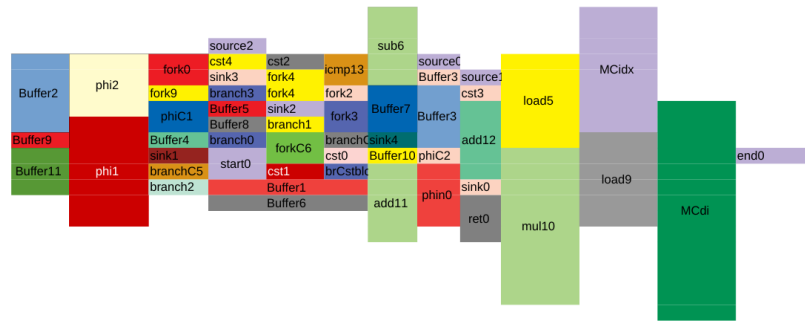 source2
sub6
cst4
cst2
source0
fork0
icmp13
MCidx
phi2
sink3
fork4
Buffer3
source1
Buffer2
fork9
branch3
fork4
fork2
cst3
load5
phiC1
Buffer5
sink2
fork3
Buffer7
Buffer3
Buffer8
branch1
add12
Buffer9
Buffer4
branch0
forkC6
branchC
sink4
sink1
start0
cst0
Buffer10
phiC2
end0
Buffer11
phi1
branchC5
cst1
brCstblo
load9
branch2
Buffer1
phin0
sink0
Buffer6
add11
ret0
MCdi
mul10